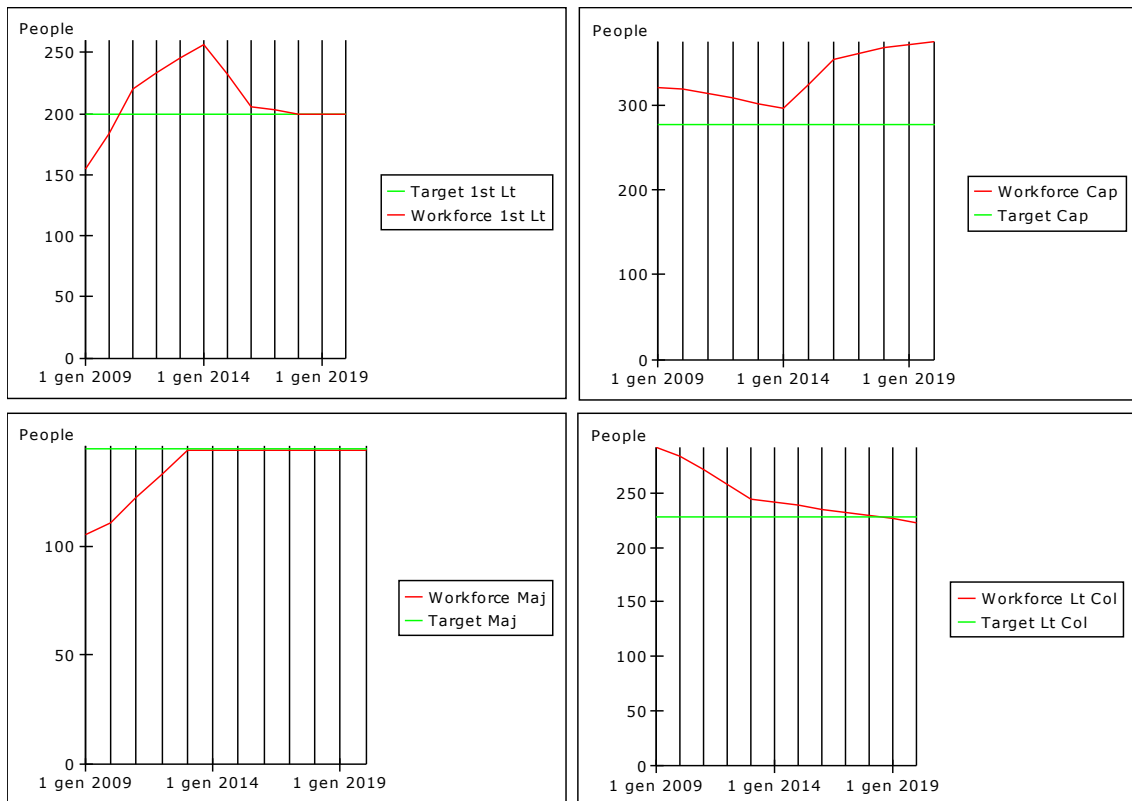 People
250
200
150
100
50
0
1 gen 2009 1 gen 2014 1 gen 2019
Target 1st Lt
Workforce 1st Lt
People
300
200
100
0
1 gen 2009 1 gen 2014 1 gen 2019
Workforce Cap
Target Cap
People
100
50
0
1 gen 2009 1 gen 2014 1 gen 2019
Workforce Maj
Target Maj
People
250
200
150
100
50
0
1 gen 2009 1 gen 2014 1 gen 2019
Workforce Lt Col
Target Lt Col